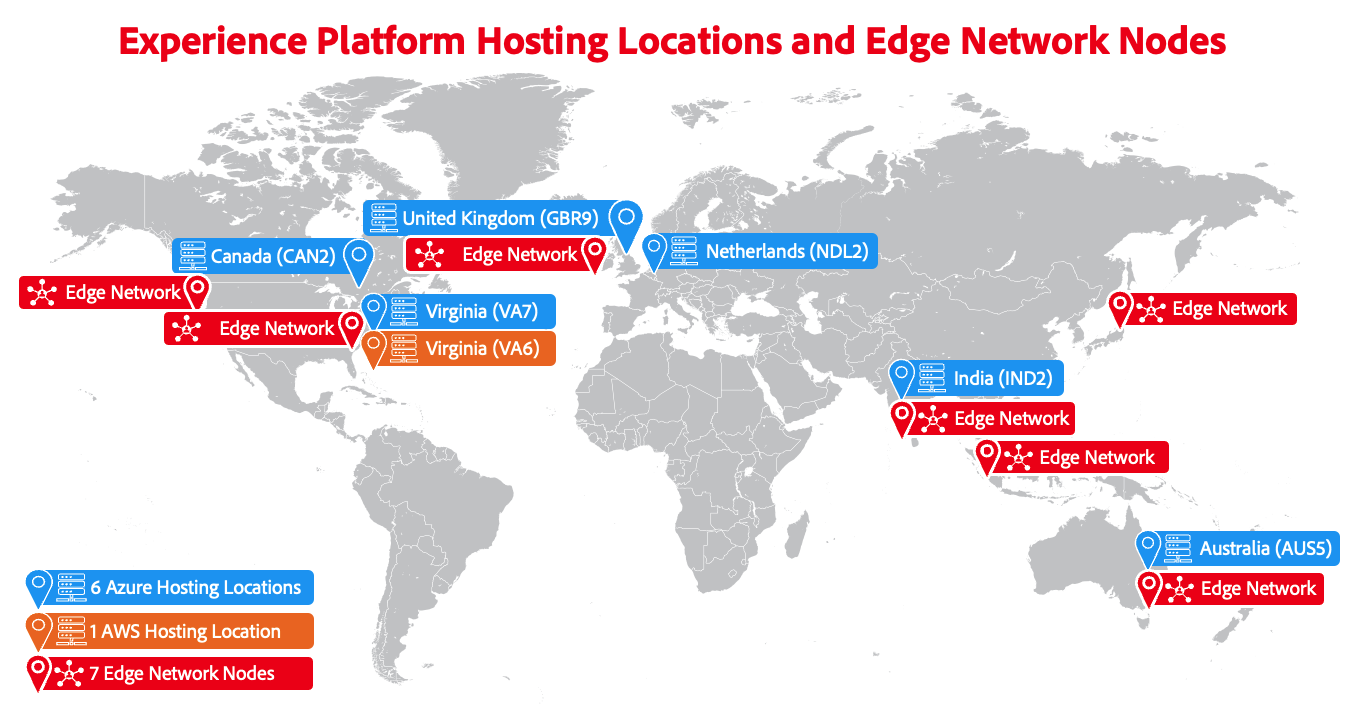 Experience Platform Hosting Locations and Edge Network Nodes
United Kingdom (GBR9)
Canada (CAN2)
Edge Network
Netherlands (NDL2)
Edge Network
Virginia (VA7)
Edge Network
Edge Network
Virginia (VA6)
India (IND2)
Edge Network
Edge Network
Australia (AUS5)
Edge Network
6 Azure Hosting Locations
1 AWS Hosting Location
7 Edge Network Nodes